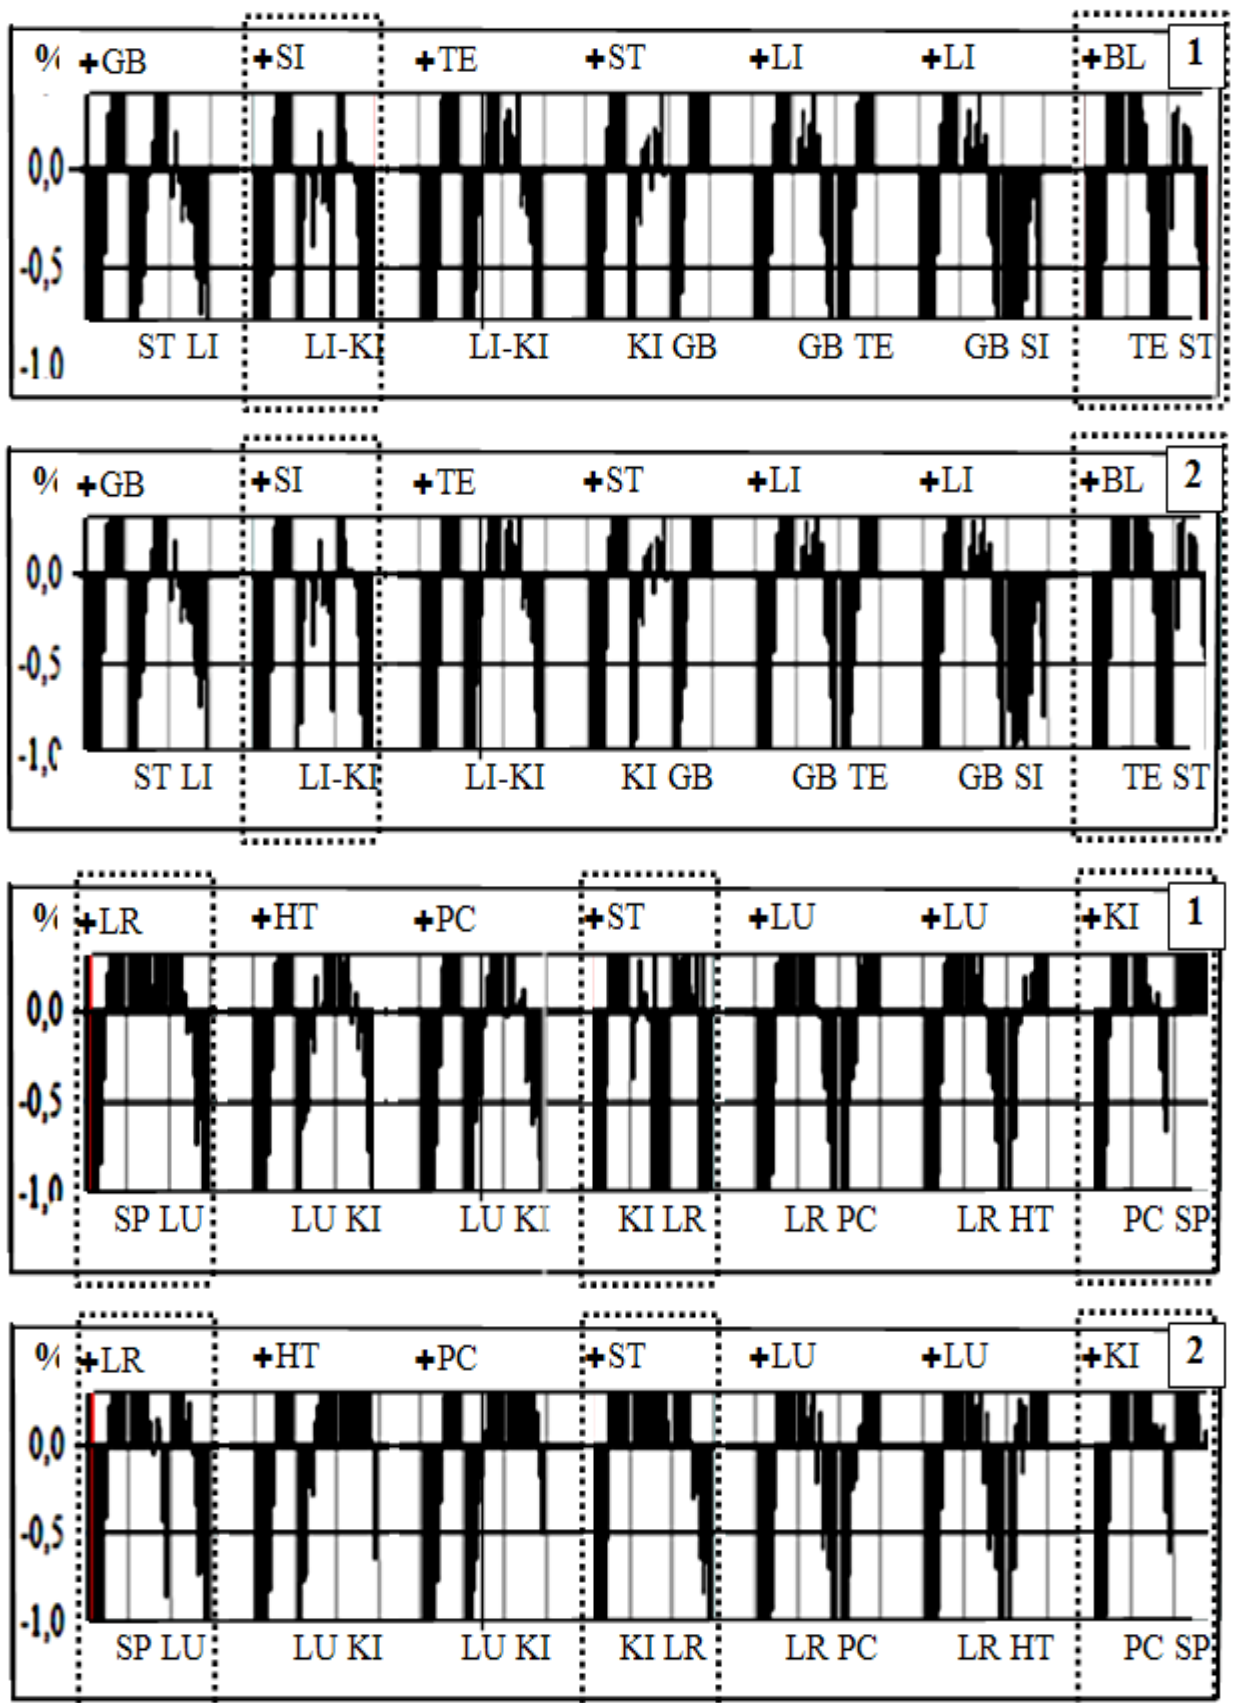 % +GB +SI +TE +ST +LI +LI +BL 1
0,0
-0,5
ST LI LI-KI LI-KI KI GB GB TE GB SI TE ST
-1.0
% +GB +SI +TE +ST +LI +LI +BL 2
0,0
-0,5
-1,0
ST LI LI-KI LI-KI KI GB GB TE GB SI TE ST
% +LR +HT +PC +ST +LU +LU +KI 1
0,0
-0,5
-1,0
SP LU LU KI LU KI KI LR LR PC LR HT PC SP
% +LR +HT +PC +ST +LU +LU +KI 2
0,0
-0,5
-1,0
SP LU LU KI LU KI KI LR LR PC LR HT PC SP